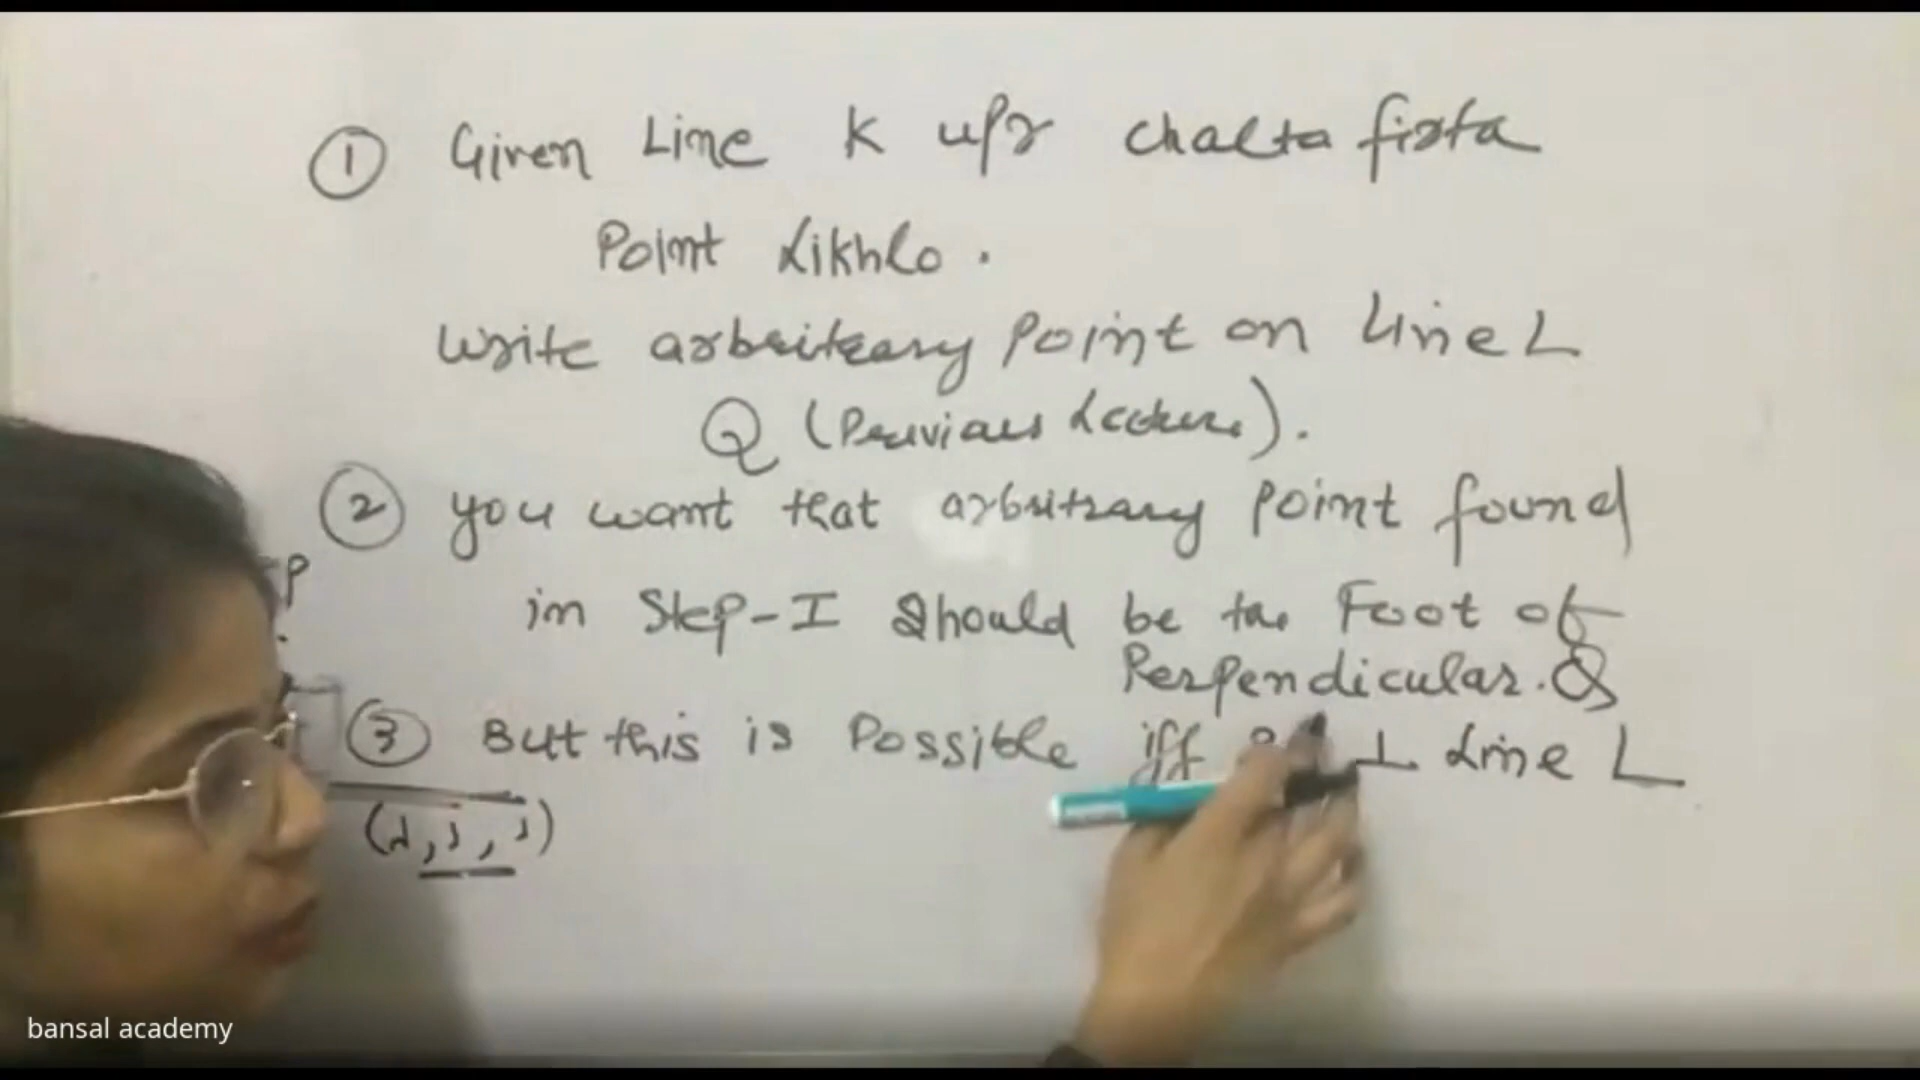 ① Given Line K upr chalta firta
Point Likhlo.
Write arbritrary point on Line L
Q (Previous Lecture).
② you want that arbitrary point found
in Step-I should be the Foot of
Perpendicular. Q
P
③ But this is Possible iff ⊥ Line L
bansal academy